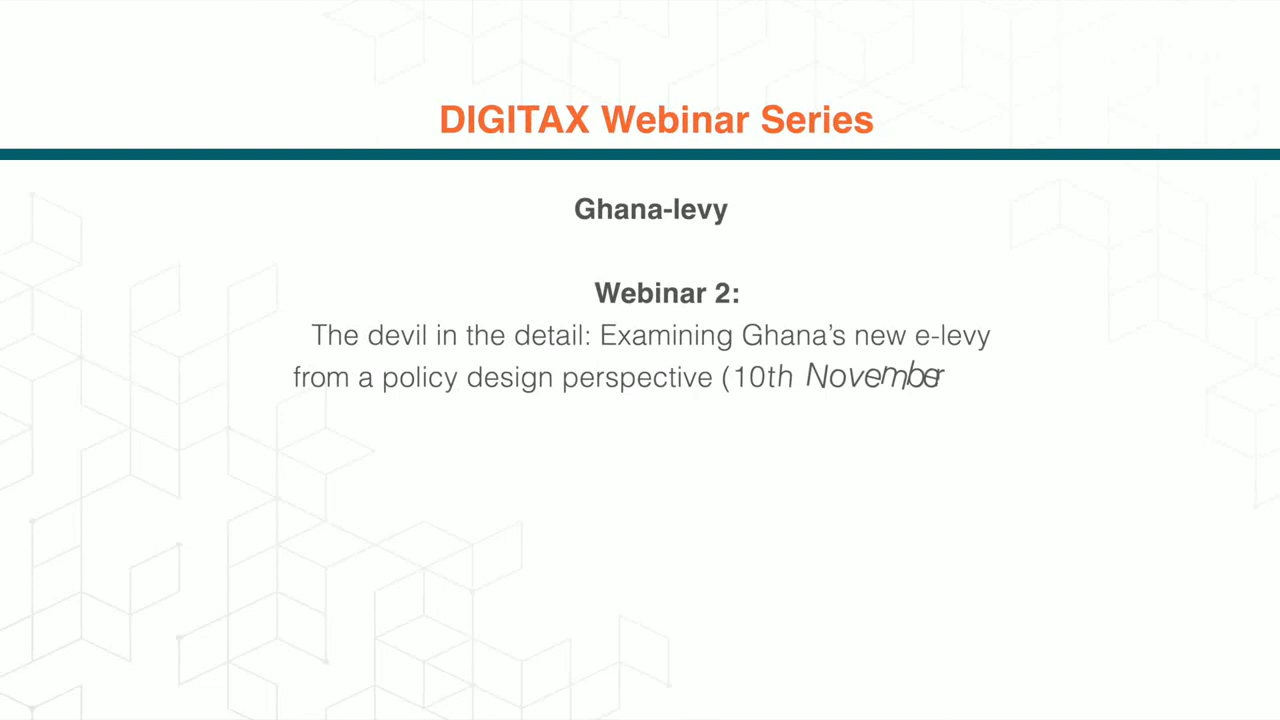 DIGITAX Webinar Series
Ghana-levy
Webinar 2:
The devil in the detail: Examining Ghana’s new e-levy
from a policy design perspective (10th November